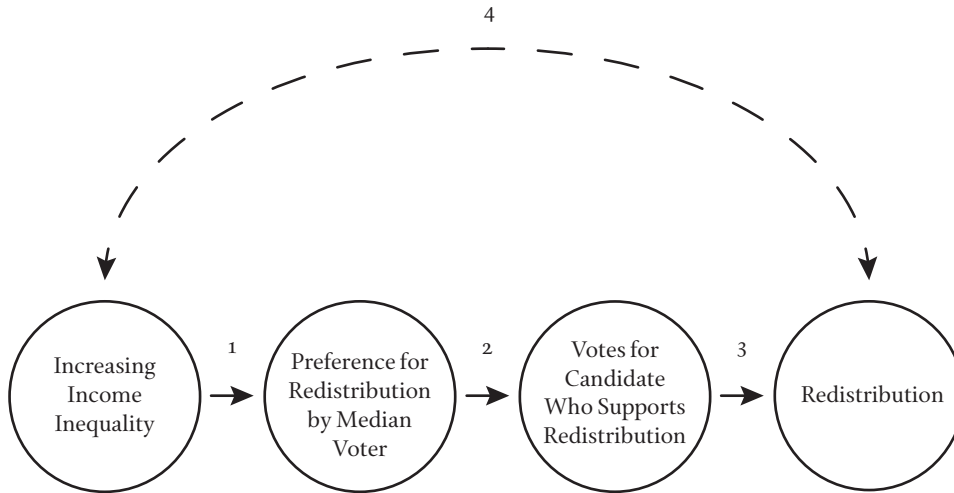 4
Increasing
Income
Inequality
1
Preference for
Redistribution
by Median
Voter
2
Votes for
Candidate
Who Supports
Redistribution
3
Redistribution